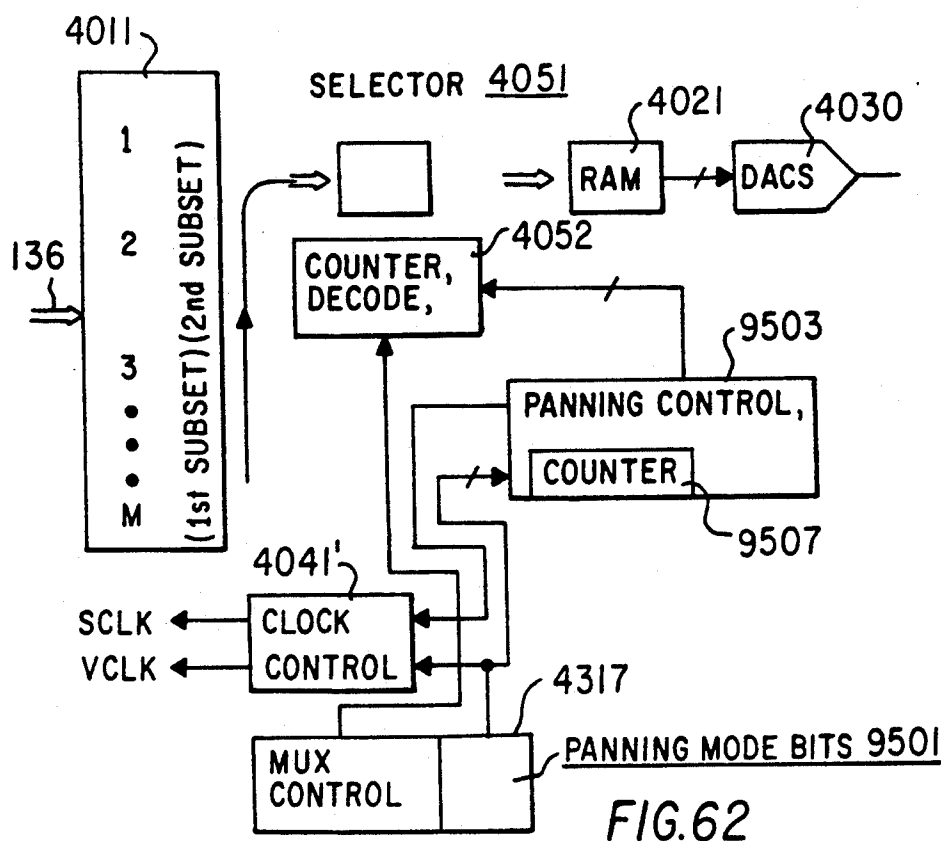 4011
SELECTOR 4051
4021
4030
1
2
3
M
(1st SUBSET)(2nd SUBSET)
136
RAM
DACS
4052
COUNTER,
DECODE,
9503
PANNING CONTROL,
COUNTER
9507
4041'
SCLK
VCLK
CLOCK
CONTROL
4317
MUX
CONTROL
PANNING MODE BITS 9501
FIG.62